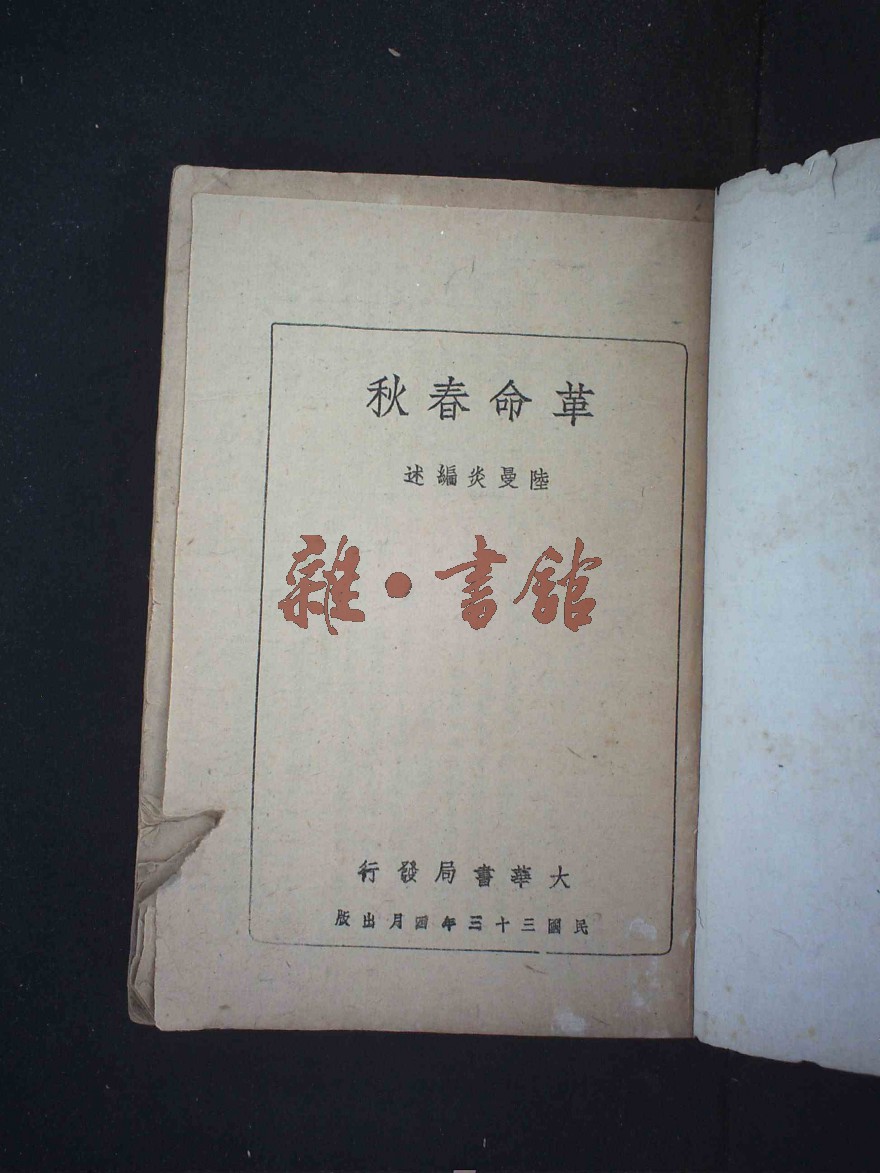 革命春秋
陸曼炎編述
雜·書館
大華書局發行
民國三十三年四月出版